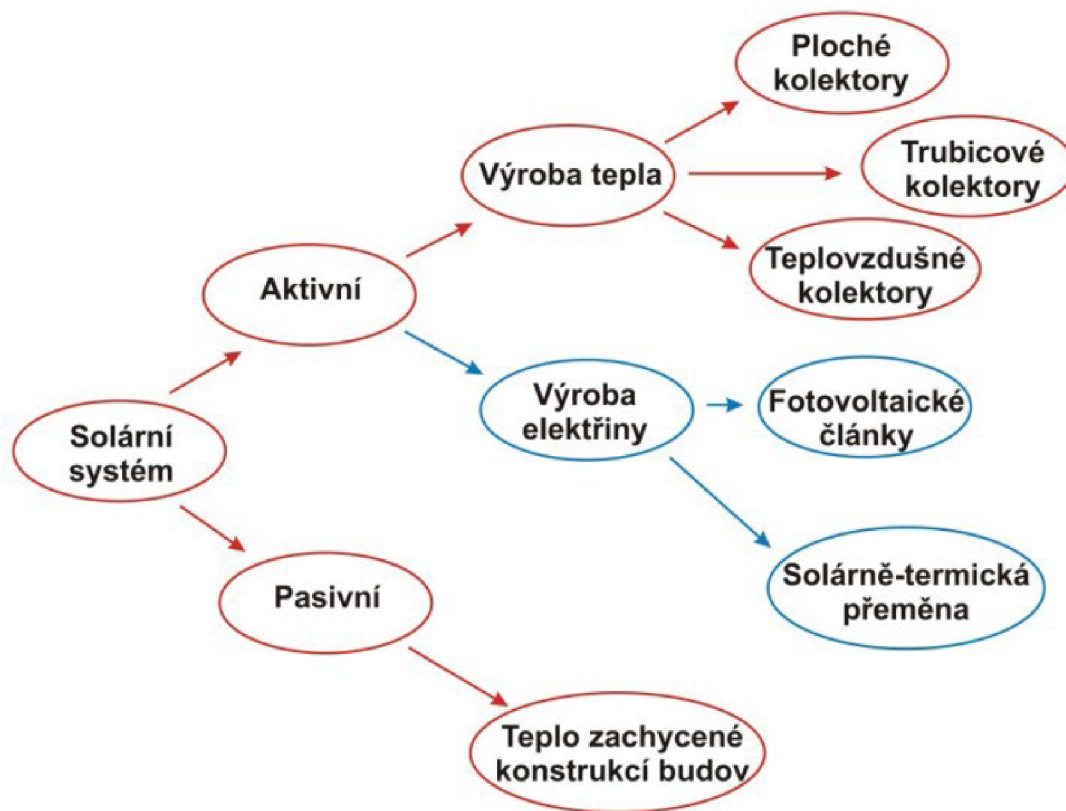 Ploché
kolektory
Výroba tepla
Trubicové
kolektory
Teplovzdušné
kolektory
Aktivní
Výroba
elektřiny
Fotovoltaické
články
Solární
systém
Solárně-termická
přeměna
Pasivní
Teplo zachycené
konstrukcí budov